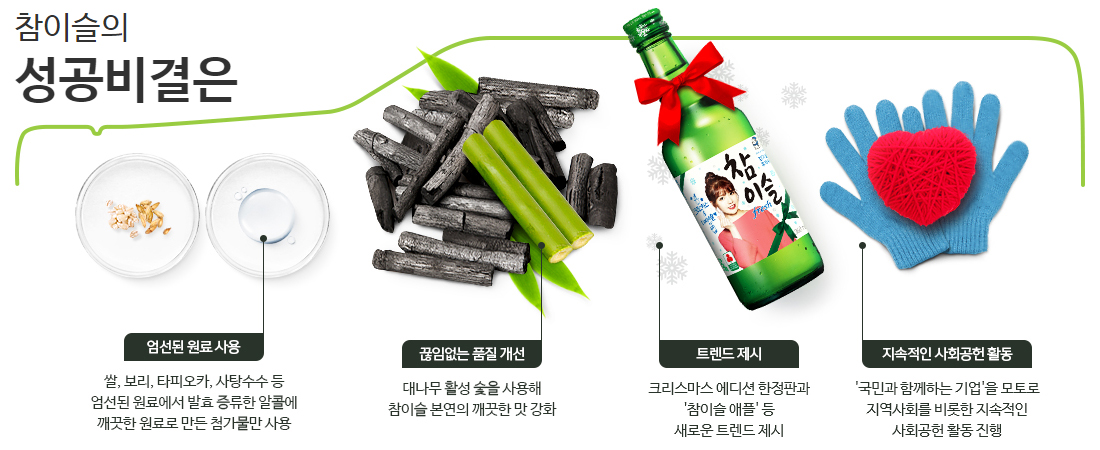 참이슬의
성공비결은
참
이슬
fresh
엄선된 원료 사용
쌀, 보리, 타피오카, 사탕수수 등
엄선된 원료에서 발효 증류한 알콜에
깨끗한 원료로 만든 첨가물만 사용
끊임없는 품질 개선
대나무 활성 숯을 사용해
참이슬 본연의 깨끗한 맛 강화
트렌드 제시
크리스마스 에디션 한정판과
'참이슬 애플' 등
새로운 트렌드 제시
지속적인 사회공헌 활동
'국민과 함께하는 기업'을 모토로
지역사회를 비롯한 지속적인
사회공헌 활동 진행